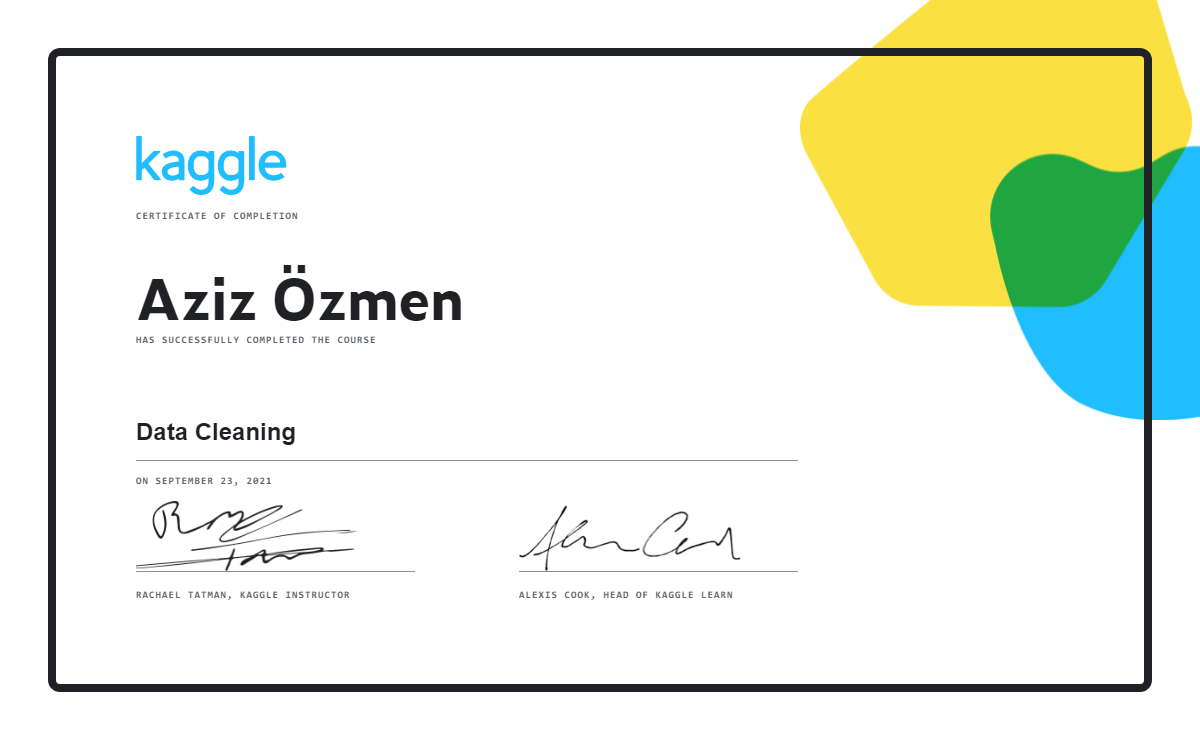 kaggle
CERTIFICATE OF COMPLETION
Aziz Özmen
HAS SUCCESSFULLY COMPLETED THE COURSE
Data Cleaning
ON SEPTEMBER 23, 2021
RACHAEL TATMAN, KAGGLE INSTRUCTOR
ALEXIS COOK, HEAD OF KAGGLE LEARN